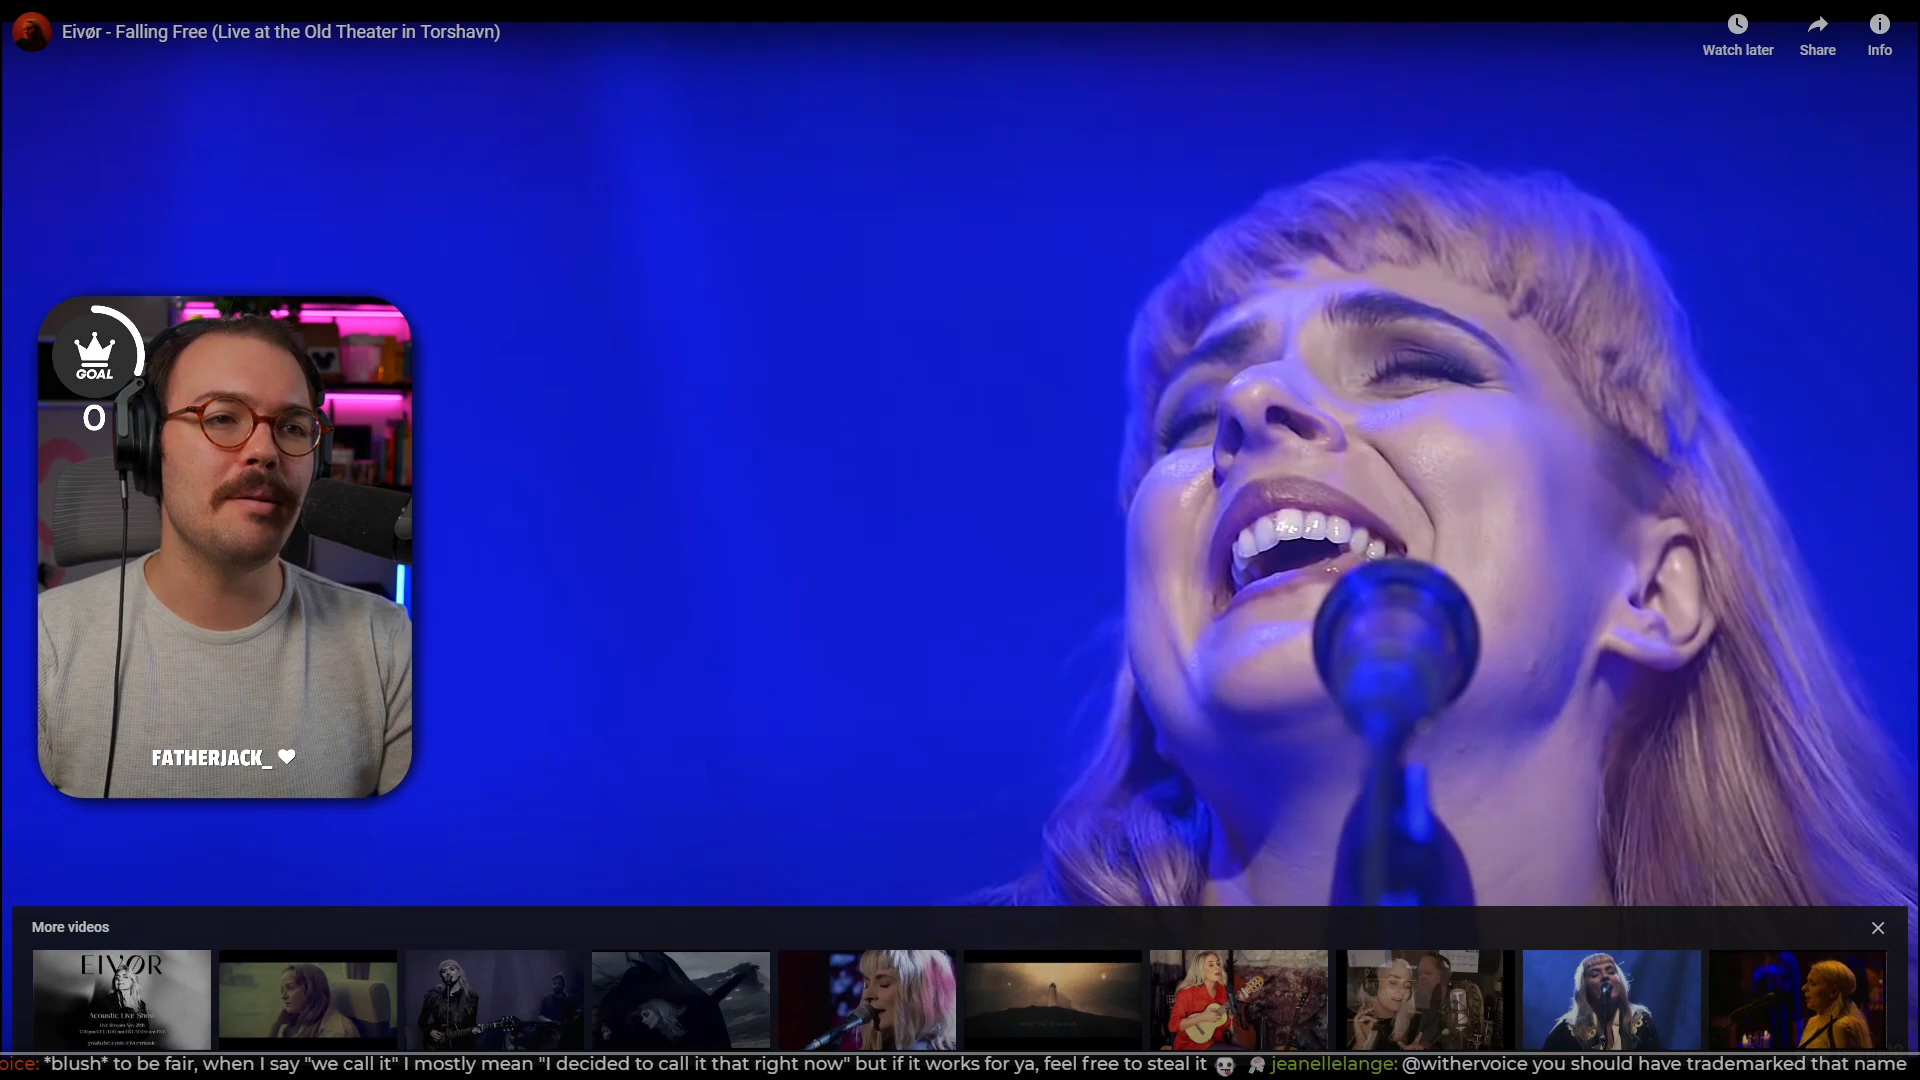 Eivør - Falling Free (Live at the Old Theater in Torshavn)
Watch later
Share
Info
GOAL
0
FATHERJACK_ ♥
More videos
EIVØR
Acoustic Live Show
oice: *blush* to be fair, when I say "we call it" I mostly mean "I decided to call it that right now" but if it works for ya, feel free to steal it jeanellelange: @withervoice you should have trademarked that name